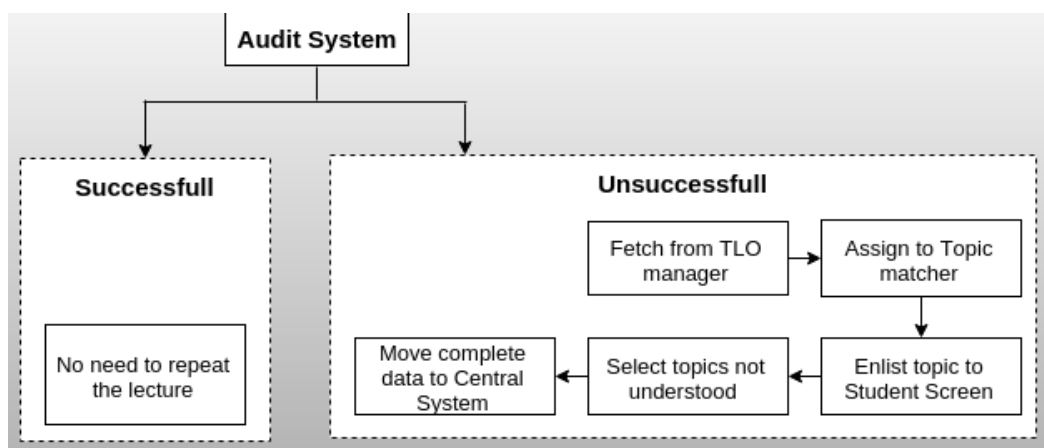 Audit System
Successfull
No need to repeat
the lecture
Unsuccessfull
Fetch from TLO
manager
Assign to Topic
matcher
Enlist topic to
Student Screen
Select topics not
understood
Move complete
data to Central
System